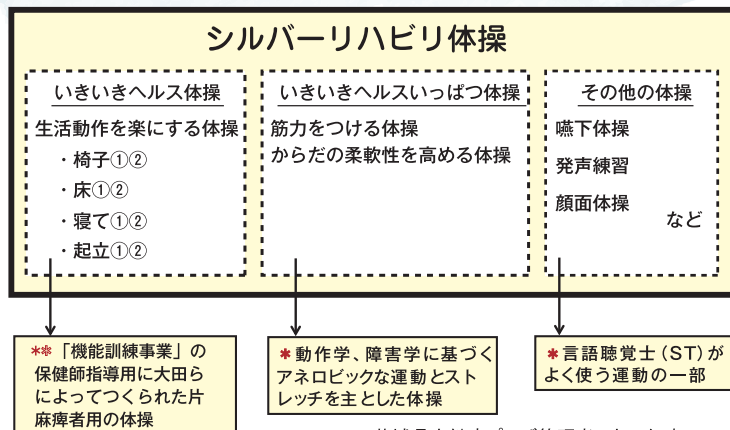 シルバーリハビリ体操
いきいきヘルス体操
生活動作を楽にする体操
・椅子①②
・床①②
・寝て①②
・起立①②
いきいきヘルスいっぱつ体操
筋力をつける体操
からだの柔軟性を高める体操
その他の体操
嚥下体操
発声練習
顔面体操
など
**「機能訓練事業」の
保健師指導用に大田ら
によってつくられた片
麻痺者用の体操
*動作学、障害学に基づく
アネロビックな運動とスト
レッチを主とした体操
*言語聴覚士(ST)が
よく使う運動の一部